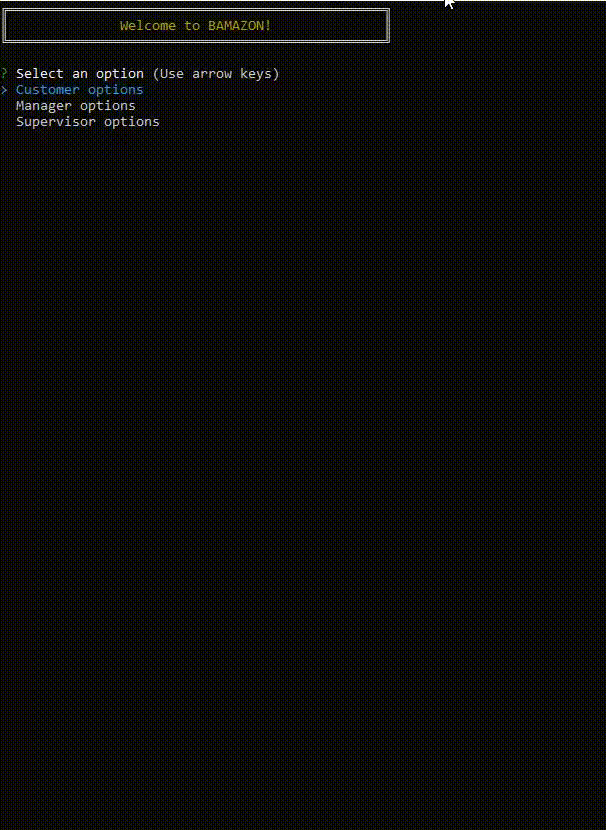 Welcome to BAMAZON!
? Select an option (Use arrow keys)
> Customer options
Manager options
Supervisor options